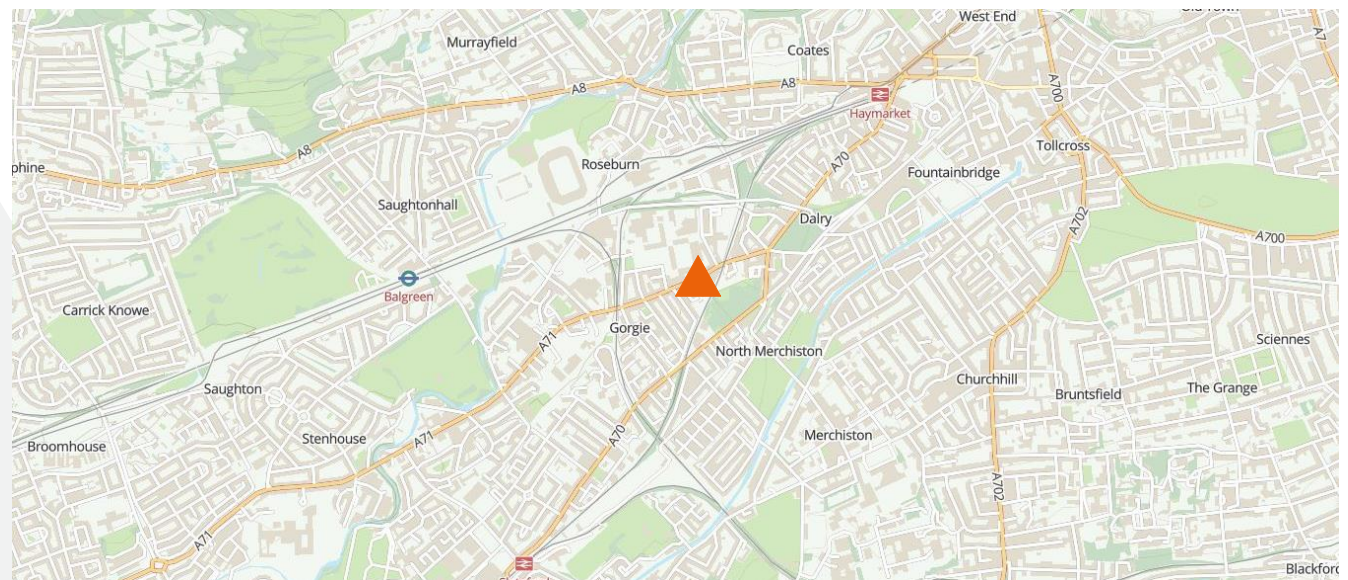 West End
Murrayfield
Coates
A7
A8
A8
A700
Haymarket
A8
Tollcross
phine
Roseburn
A70
Fountainbridge
Saughtonhall
Dalry
A702
A700
Balgreen
Carrick Knowe
Gorgie
A71
North Merchiston
Sciennes
Saughton
Churchhill
Bruntsfield
The Grange
Stenhouse
A71
A70
Merchiston
Broomhouse
A702
A71
Blackford